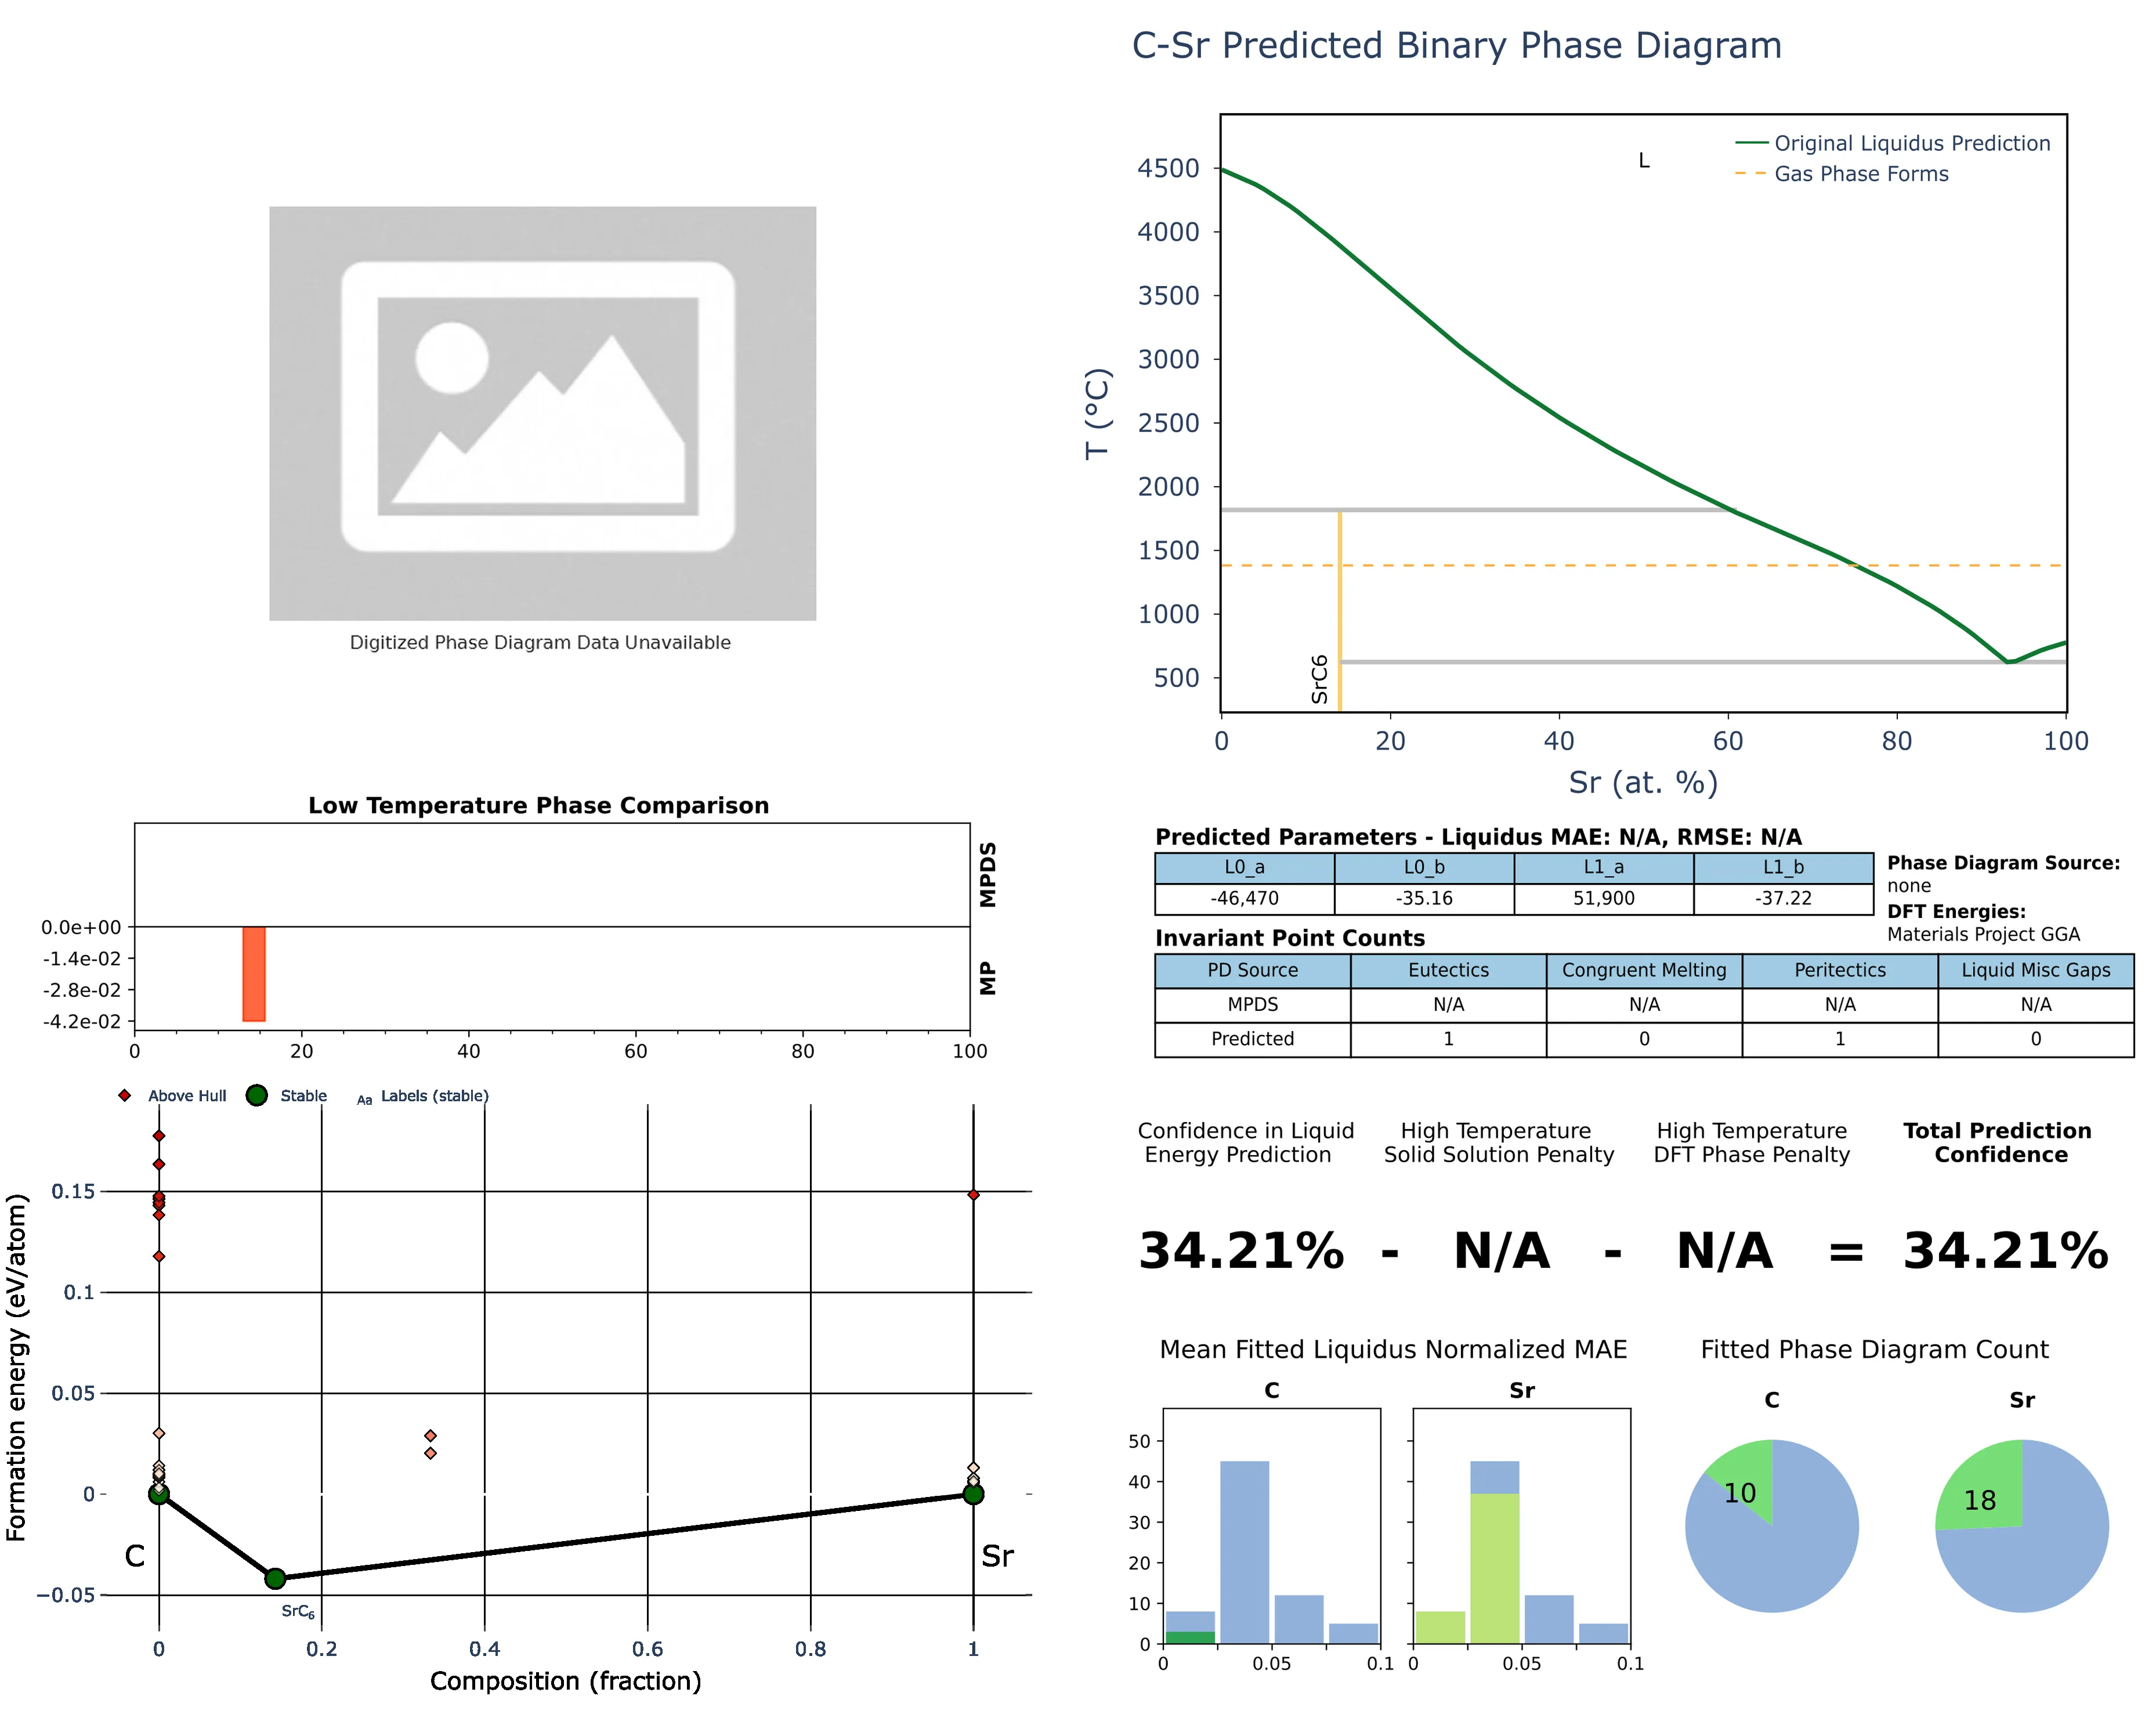 C-Sr Predicted Binary Phase Diagram
Digitized Phase Diagram Data Unavailable
T (°C)
4500
4000
3500
3000
2500
2000
1500
1000
500
L
Original Liquidus Prediction
Gas Phase Forms
SrC6
0 20 40 60 80 100
Sr (at. %)
Low Temperature Phase Comparison
MPDS
MP
0.0e+00
-1.4e-02
-2.8e-02
-4.2e-02
0 20 40 60 80 100
Predicted Parameters - Liquidus MAE: N/A, RMSE: N/A
L0_a L0_b L1_a L1_b
-46,470 -35.16 51,900 -37.22
Phase Diagram Source:
none
DFT Energies:
Materials Project GGA
Invariant Point Counts
PD Source Eutectics Congruent Melting Peritectics Liquid Misc Gaps
MPDS N/A N/A N/A N/A
Predicted 1 0 1 0
Above Hull Stable Aa Labels (stable)
Formation energy (eV/atom)
0.15
0.1
0.05
0
−0.05
C
Sr
SrC₆
0 0.2 0.4 0.6 0.8 1
Composition (fraction)
Confidence in Liquid
Energy Prediction
High Temperature
Solid Solution Penalty
High Temperature
DFT Phase Penalty
Total Prediction
Confidence
34.21% - N/A - N/A = 34.21%
Mean Fitted Liquidus Normalized MAE
C
Sr
50
40
30
20
10
0
0 0.05 0.1
0 0.05 0.1
Fitted Phase Diagram Count
C
Sr
10
18